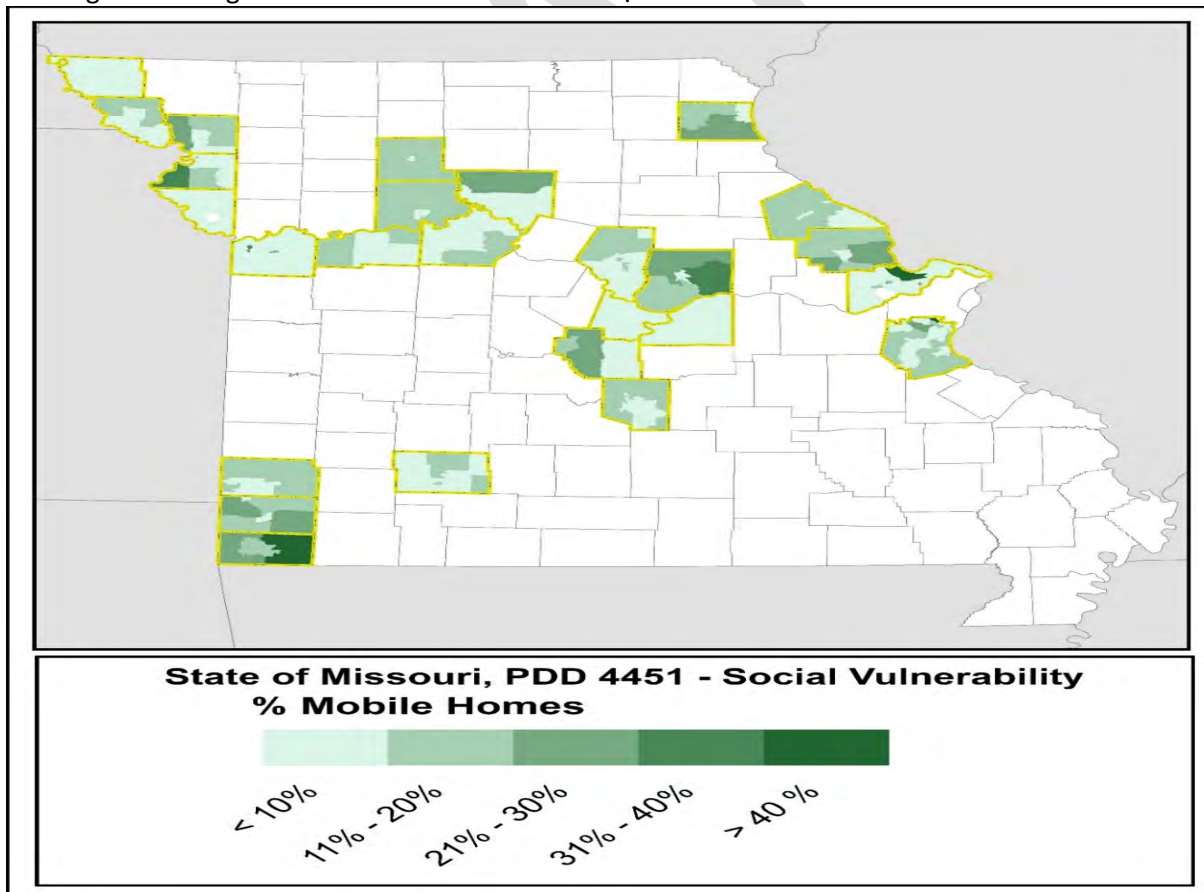 State of Missouri, PDD 4451 - Social Vulnerability
% Mobile Homes
< 10%
11% - 20%
21% - 30%
31% - 40%
> 40 %